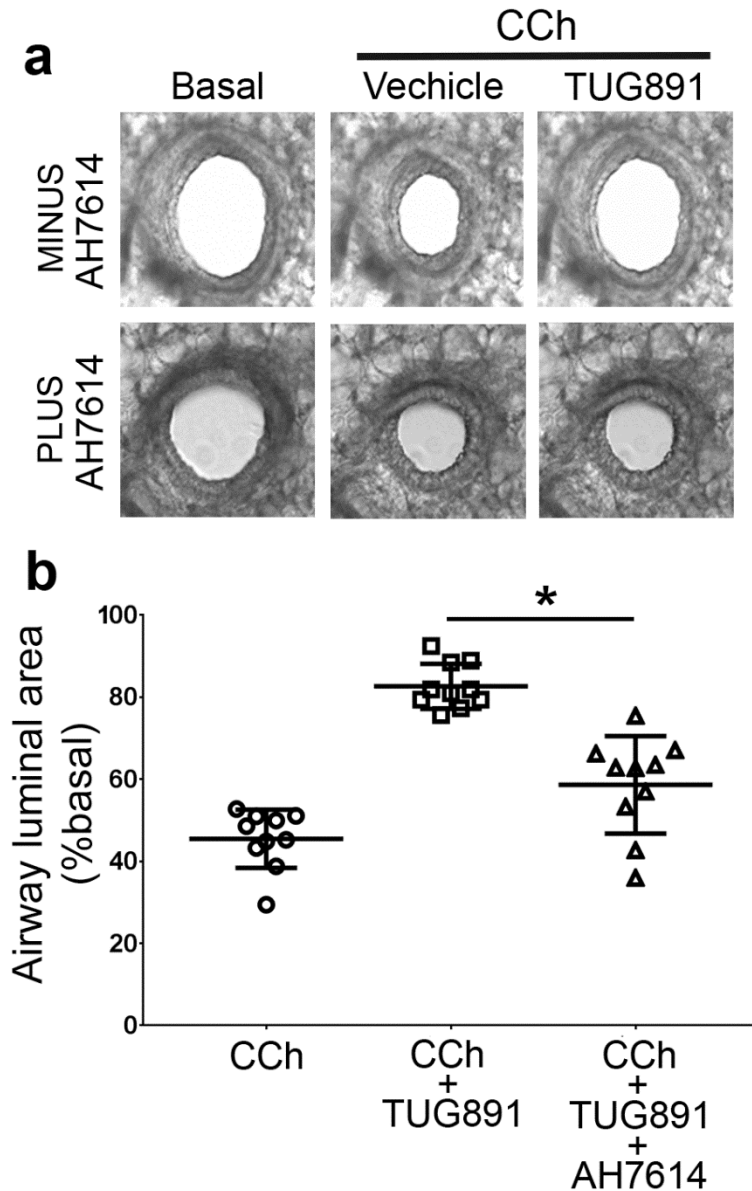 a
CCh
Basal
Vechicle
TUG891
MINUS
AH7614
PLUS
AH7614
b
*
Airway luminal area
(%basal)
100
80
60
40
20
0
CCh
CCh
+
TUG891
CCh
+
TUG891
+
AH7614